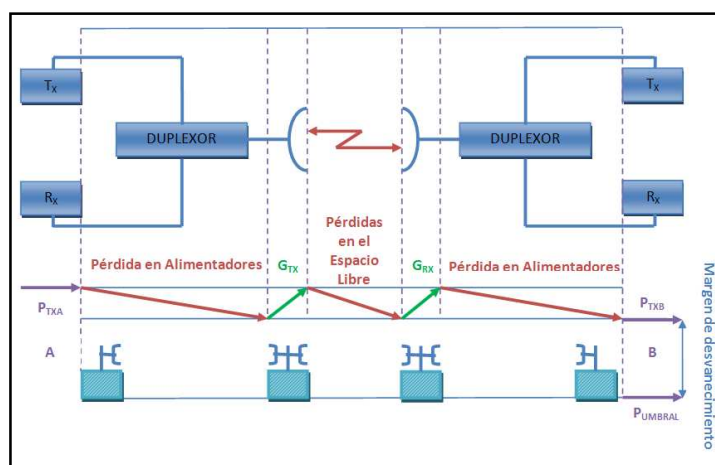 Tx
Tx
DUPLEXOR
DUPLEXOR
Rx
Rx
Pérdida en Alimentadores
GTX
Pérdidas
en el
Espacio
Libre
GRX
Pérdida en Alimentadores
PTXA
PTXB
A
B
PUMBRAL
Margen de desvanecimiento